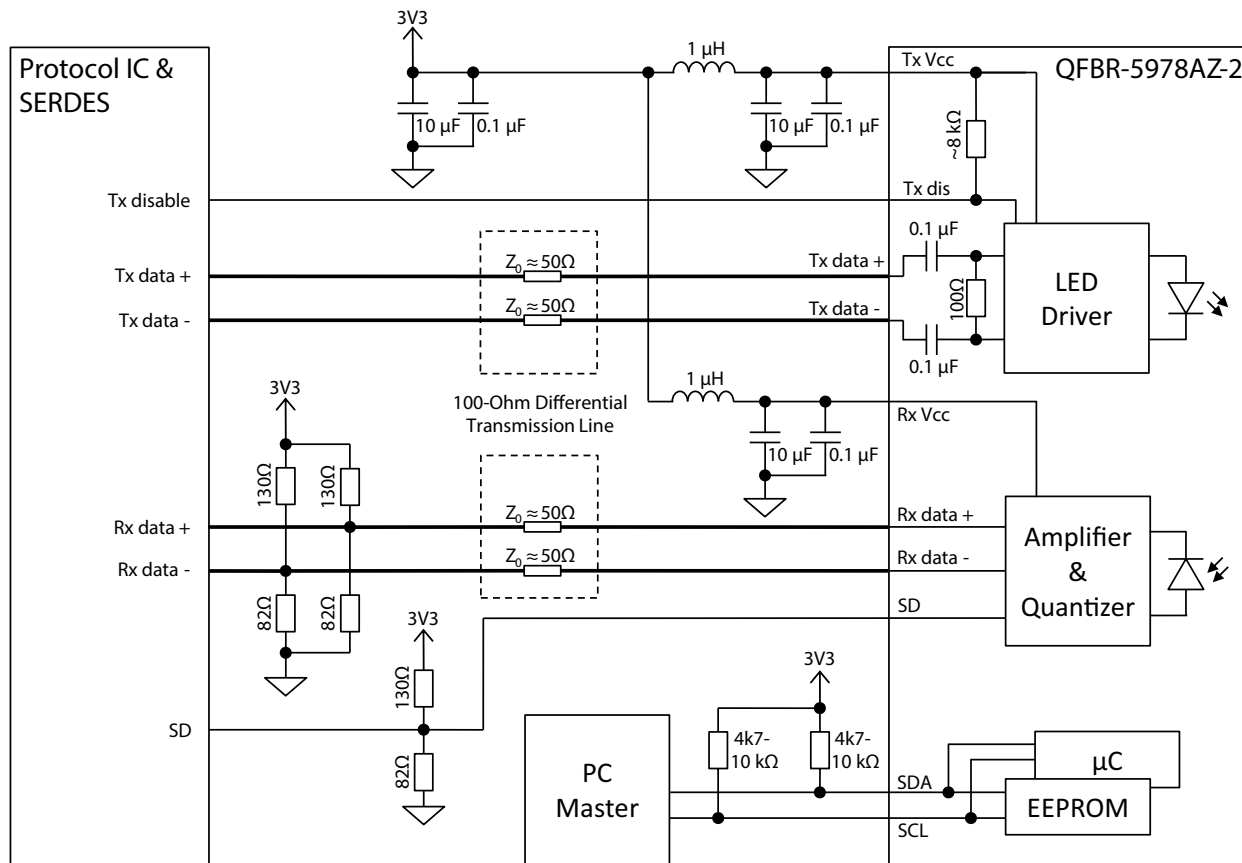 3V3
Protocol IC &
SERDES
1 µH
Tx Vcc
QFBR-5978AZ-2
10 µF
0.1 µF
10 µF
0.1 µF
~8 kΩ
Tx disable
Tx dis
0.1 µF
Z0 ≈ 50Ω
Tx data +
Tx data +
Z0 ≈ 50Ω
Tx data -
Tx data -
100Ω
LED
Driver
0.1 µF
3V3
1 µH
100-Ohm Differential
Transmission Line
Rx Vcc
10 µF
0.1 µF
130Ω
130Ω
Z0 ≈ 50Ω
Rx data +
Rx data +
Z0 ≈ 50Ω
Rx data -
Rx data -
Amplifier
&
Quantizer
82Ω
82Ω
SD
3V3
130Ω
3V3
SD
82Ω
PC
Master
4k7-
10 kΩ
4k7-
10 kΩ
SDA
SCL
µC
EEPROM